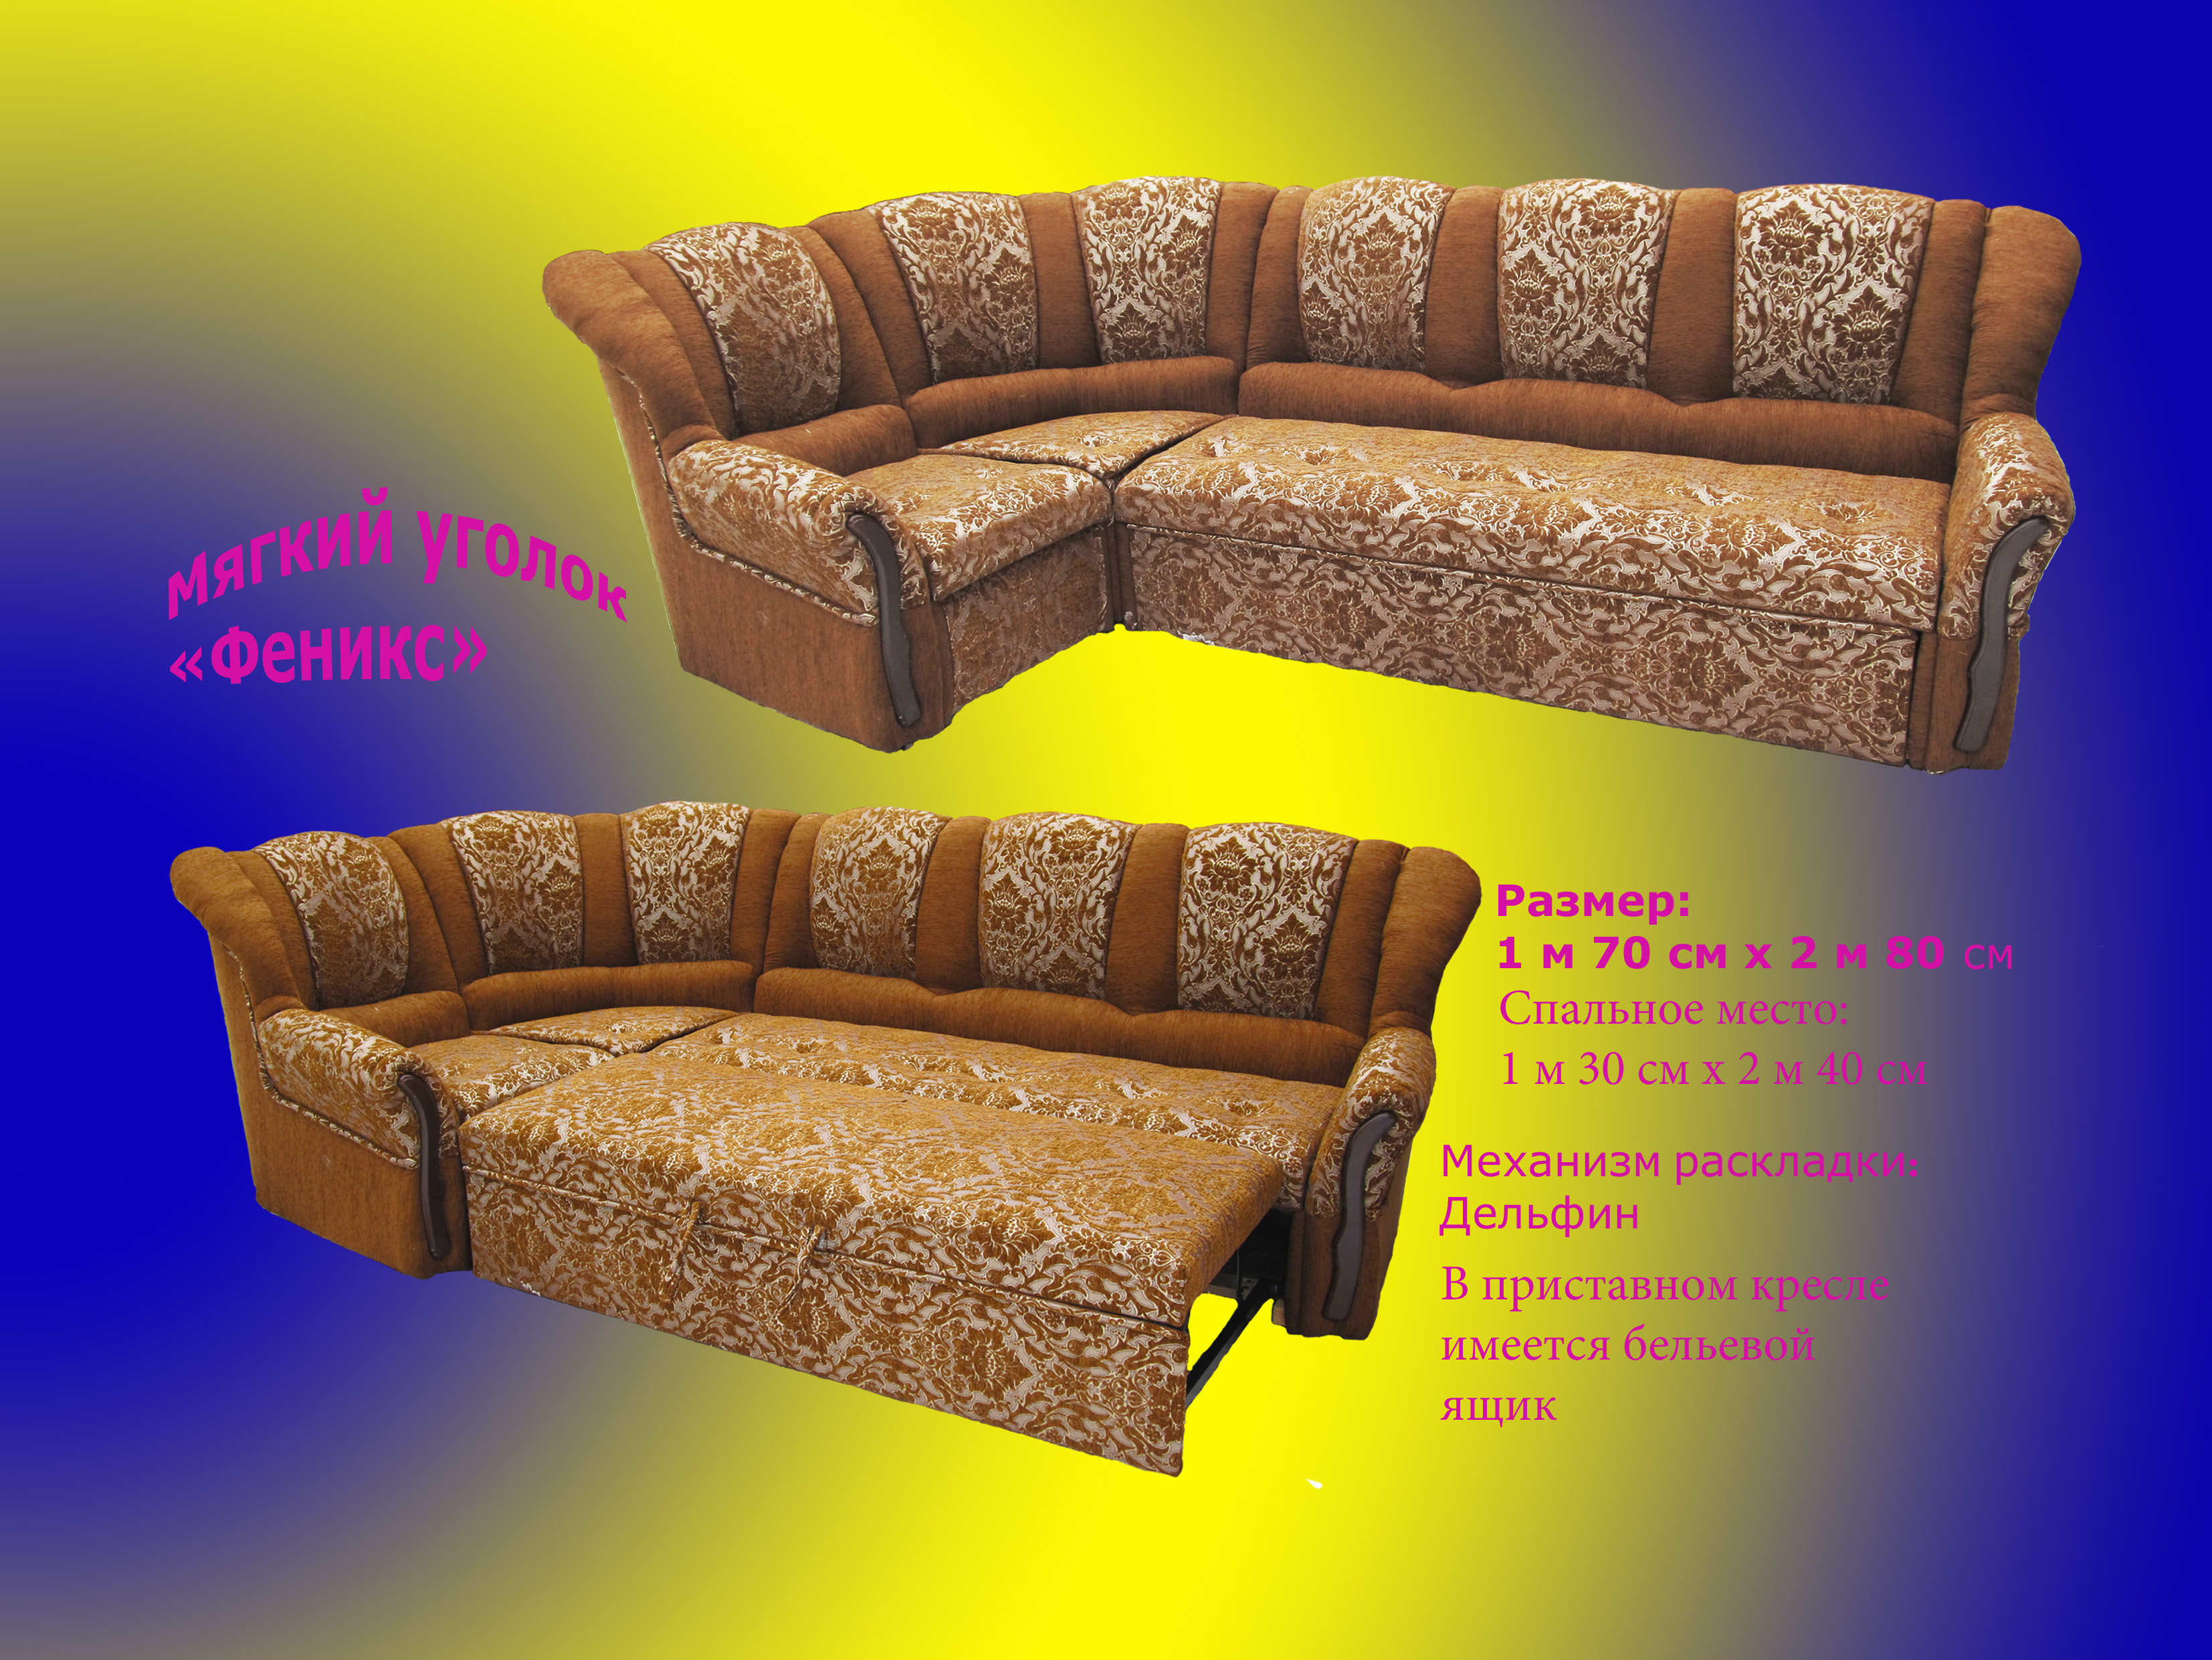 мягкий уголок
«Феникс»
Размер:
1 м 70 см х 2 м 80 см
Спальное место:
1 м 30 см х 2 м 40 см
Механизм раскладки:
Дельфин
В приставном кресле
имеется бельевой
ящик